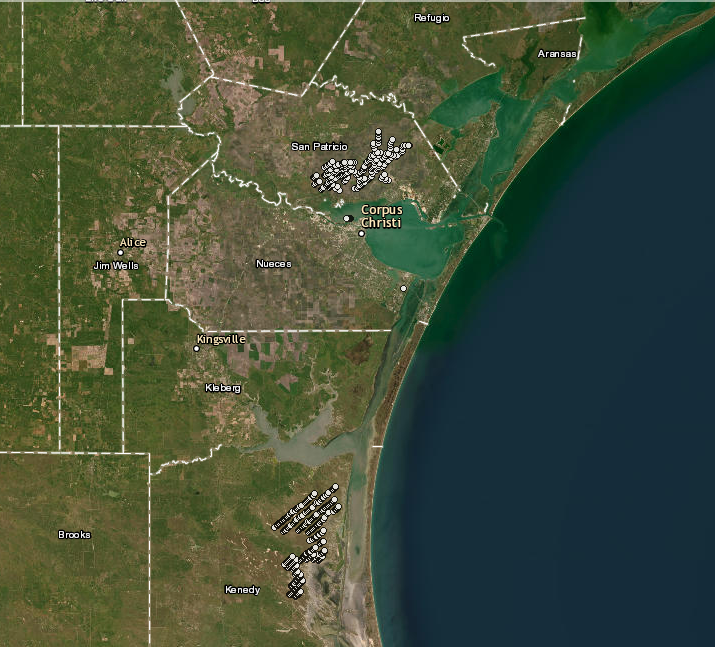 Refugio
Aransas
San Patricio
Corpus
Christi
Alice
Jim Wells
Nueces
Kingsville
Kleberg
Brooks
Kenedy